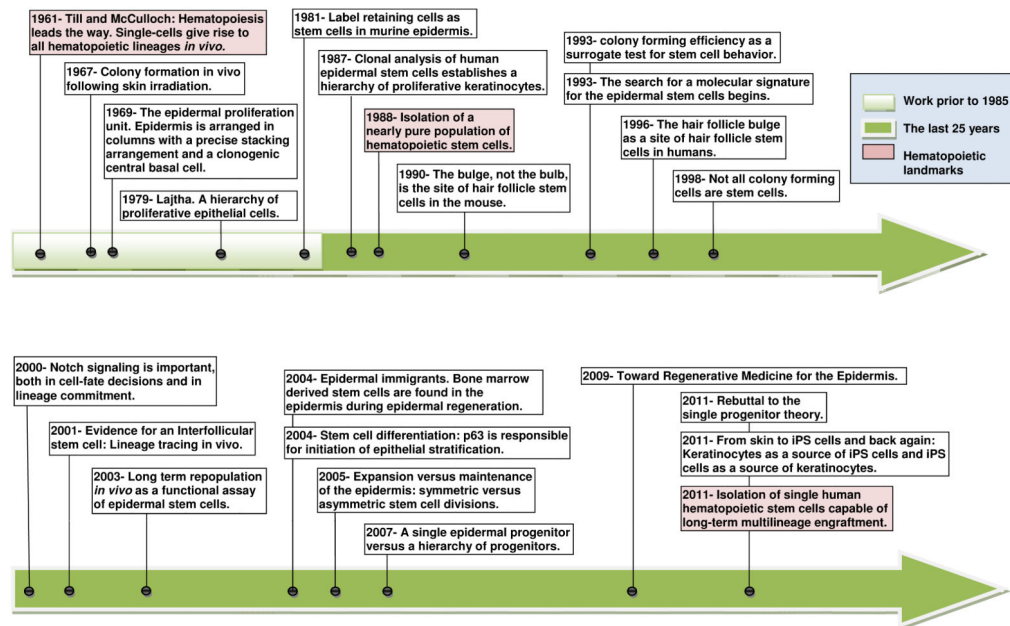 1961- Till and McCulloch: Hematopoiesis
leads the way. Single-cells give rise to
all hematopoietic lineages in vivo.
1967- Colony formation in vivo
following skin irradiation.
1969- The epidermal proliferation
unit. Epidermis is arranged in
columns with a precise stacking
arrangement and a clonogenic
central basal cell.
1979- Lajtha. A hierarchy of
proliferative epithelial cells.
1981- Label retaining cells as
stem cells in murine epidermis.
1987- Clonal analysis of human
epidermal stem cells establishes a
hierarchy of proliferative keratinocytes.
1988- Isolation of a
nearly pure population of
hematopoietic stem cells.
1990- The bulge, not the bulb,
is the site of hair follicle stem
cells in the mouse.
1993- colony forming efficiency as a
surrogate test for stem cell behavior.
1993- The search for a molecular signature
for the epidermal stem cells begins.
1996- The hair follicle bulge
as a site of hair follicle stem
cells in humans.
1998- Not all colony forming
cells are stem cells.
Work prior to 1985
The last 25 years
Hematopoietic
landmarks
2000- Notch signaling is important,
both in cell-fate decisions and in
lineage commitment.
2001- Evidence for an Interfollicular
stem cell: Lineage tracing in vivo.
2003- Long term repopulation
in vivo as a functional assay of
epidermal stem cells.
2004- Epidermal immigrants. Bone marrow
derived stem cells are found in the
epidermis during epidermal regeneration.
2004- Stem cell differentiation: p63 is responsible
for initiation of epithelial stratification.
2005- Expansion versus maintenance
of the epidermis: symmetric versus
asymmetric stem cell divisions.
2007- A single epidermal progenitor
versus a hierarchy of progenitors.
2009- Toward Regenerative Medicine for the Epidermis.
2011- Rebuttal to the
single progenitor theory.
2011- From skin to iPS cells and back again:
Keratinocytes as a source of iPS cells and iPS
cells as a source of keratinocytes.
2011- Isolation of single human
hematopoietic stem cells capable of
long-term multilineage engraftment.